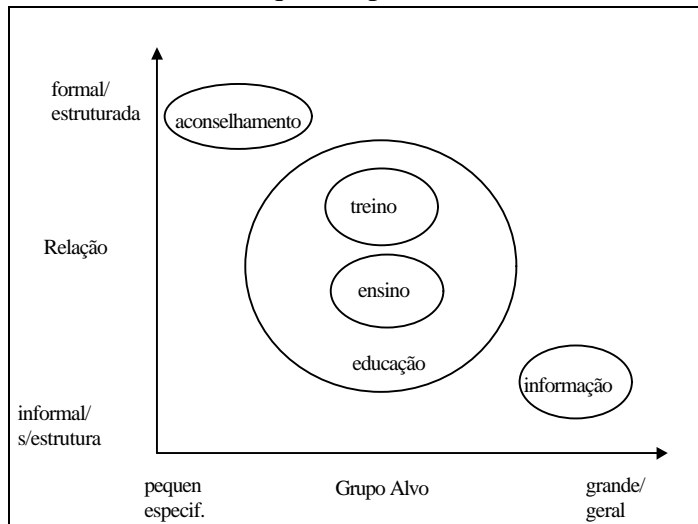 formal/
estruturada
aconselhamento
treino
Relação
ensino
educação
informação
informal/
s/estrutura
pequen
especif.
Grupo Alvo
grande/
geral